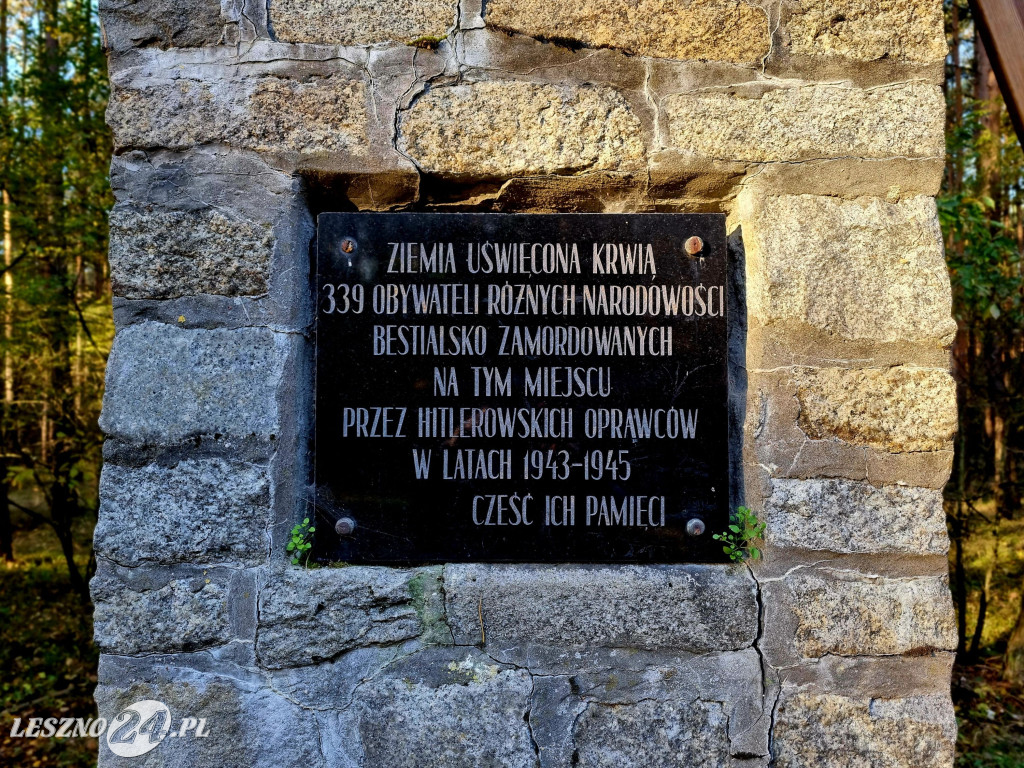 ZIEMIA UŚWIĘCONA KRWIĄ
339 OBYWATELI RÓŻNYCH NARODOWOŚCI
BESTIALSKO ZAMORDOWANYCH
NA TYM MIEJSCU
PRZEZ HITLEROWSKICH OPRAWCÓW
W LATACH 1943-1945
CZEŚĆ ICH PAMIĘCI
LESZNO24.PL